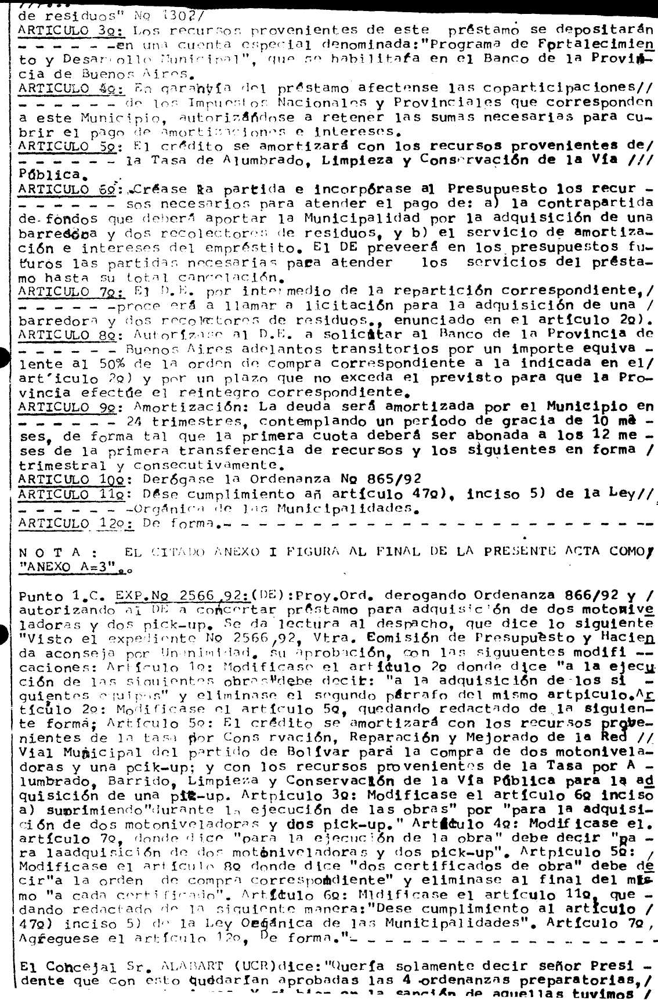 ///...
de residuos" Nº 1302/
ARTICULO 3º: Los recursos provenientes de este préstamo se depositarán
- - - - - -en una cuenta especial denominada:"Programa de Fortalecimien
to y Desarrollo Municipal", que se habilitafa en el Banco de la Provin-
cia de Buenos Aires.
ARTICULO 4º: En garantía del préstamo afectense las coparticipaciones//
- - - - - - de los Impuestos Nacionales y Provinciales que corresponden
a este Municipio, autorizándose a retener las sumas necesarias para cu-
brir el pago de amortizaciones e intereses.
ARTICULO 5º: El crédito se amortizará con los recursos provenientes de/
- - - - - - la Tasa de Alumbrado, Limpieza y Conservación de la Vía ///
Pública.
ARTICULO 6º: Créase la partida e incorpórase al Presupuesto los recur -
- - - - - - sos necesarios para atender el pago de: a) la contrapartida
de fondos que deberá aportar la Municipalidad por la adquisición de una
barredora y dos recolectores de residuos, y b) el servicio de amortiza-
ción e intereses del empréstito. El DE preveerá en los presupuestos fu-
turos las partidas necesarias para atender los servicios del présta-
mo hasta su total cancelación.
ARTICULO 7º: El D.E. por intermedio de la repartición correspondiente,/
- - - - - -proce erá a llamar a licitación para la adquisición de una /
barredora y dos recolectores de residuos., enunciado en el artículo 2º).
ARTICULO 8º: Autorízase al D.E. a solicitar al Banco de la Provincia de
- - - - - - Buenos Aires adelantos transitorios por un importe equiva -
lente al 50% de la orden de compra correspondiente a la indicada en el/
art´iculo 2º) y por un plazo que no exceda el previsto para que la Pro-
vincia efectúe el reintegro correspondiente.
ARTICULO 9º: Amortización: La deuda será amortizada por el Municipio en
- - - - - - 24 trimestres, contemplando un período de gracia de 10 me -
ses, de forma tal que la primera cuota deberá ser abonada a los 12 me -
ses de la primera transferencia de recursos y los siguientes en forma /
trimestral y consecutivamente.
ARTICULO 10º: Derógase la Ordenanza Nº 865/92
ARTICULO 11º: Dése cumplimiento añ artículo 47º), inciso 5) de la Ley//
- - - - - - -Orgánica de las Municipalidades.
ARTICULO 12º: De forma.- - - - - - - - - - - - - - - - - - - - - - - --

N O T A : EL CITADO ANEXO I FIGURA AL FINAL DE LA PRESENTE ACTA COMO/
"ANEXO A=3"..

Punto 1.C. EXP.Nº 2566,92:(DE):Proy.Ord. derogando Ordenanza 866/92 y /
autorizando al DE a concertar préstamo para adquisición de dos motonive
ladoras y dos pick-up. Se da lectura al despacho, que dice lo siguiente
"Visto el expediente Nº 2566,92, Vtra. Eomisión de Presupuesto y Hacien
da aconseja por Unanimidad, su aprobación, con las siguuentes modifi --
caciones: Artículo 1º: Modificase el artículo 2º donde dice "a la ejecu
ción de las siguientes obras"debe decir: "a la adquisición de los si -
guientes equipos" y eliminase el segundo párrafo del mismo artpiculo.Ar
tículo 2º: Modificase el artículo 5º, quedando redactado de la siguien-
te forma; Artículo 5º: El crédito se amortizará con los recursos prove-
nientes de la tasa por Cons rvación, Reparación y Mejorado de la Red //
Vial Municipal del partido de Bolívar para la compra de dos motonivela-
doras y una pcik-up; y con los recursos provenientes de la Tasa por A -
lumbrado, Barrido, Limpieza y Conservación de la Vía Pública para la ad
quisición de una pik-up. Artpiculo 3º: Modificase el artículo 6º inciso
a) suprimiendo"durante la ejecución de las obras" por "para la adquisi-
ción de dos motoniveladoras y dos pick-up." Artículo 4º: Modificase el.
artículo 7º, donde dice "para la ejecución de la obra" debe decir "pa -
ra laadquisición de dos motoniveladoras y dos pick-up". Artpiculo 5º: /
Modificase el artículo 8º donde dice "dos certificados de obra" debe de
cir"a la orden de compra correspondiente" y eliminase al final del mis
mo "a cada certificado". Artículo 6º: MIdificase el artículo 11º, que -
dando redactado de la siguiente manera:"Dese cumplimiento al artículo /
47º) inciso 5) de la Ley Orgánica de las Municipalidades". Artículo 7º,
Agreguese el artículo 12º, De forma."- - - - - - - - - - - - - - - - -

El Concejal Sr. ALABART (UCR)dice:"Quería solamente decir señor Presi -
dente que con esto quedarían aprobadas las 4 ordenanzas preparatorias,/
Y si bien en la sanción de aquellas tuvimos /